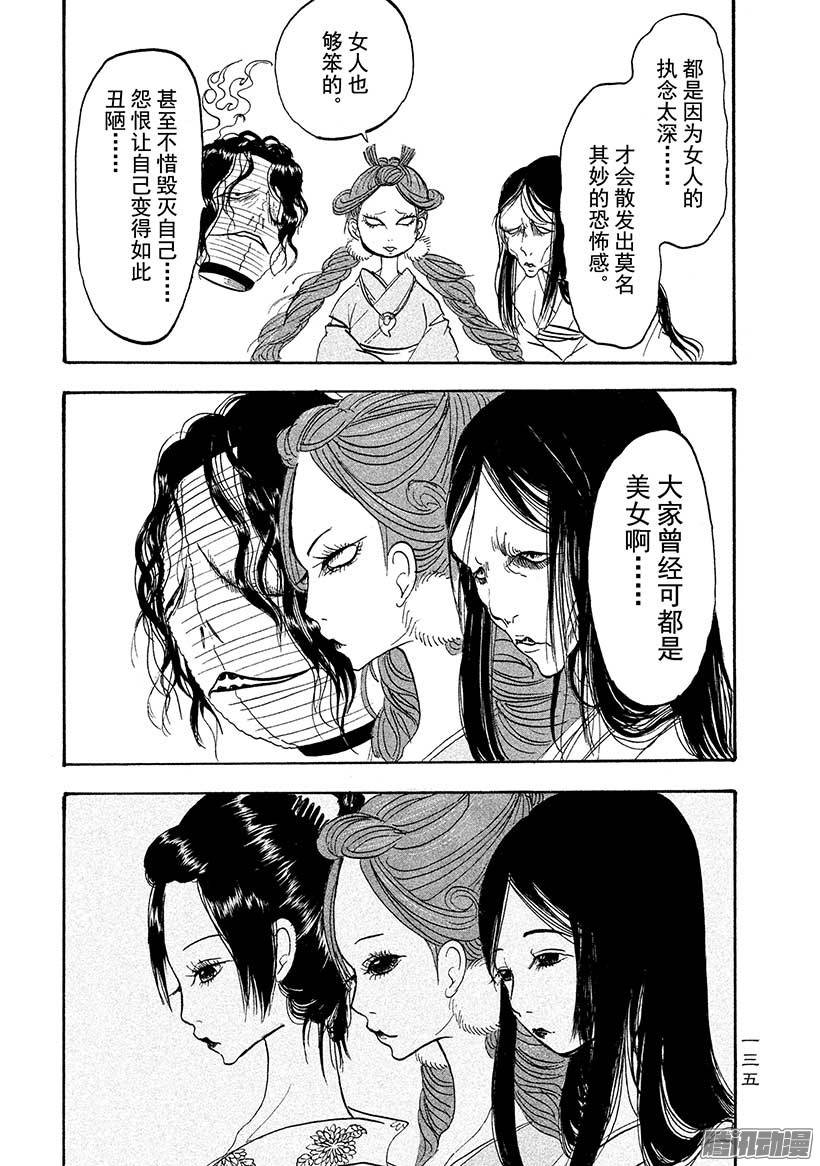 都是因为女人的
执念太深……
才会散发出莫名
其妙的恐怖感。
女人也
够笨的。
甚至不惜毁灭自己……
怨恨让自己变得如此
丑陋……
大家曾经可都是
美女啊……
一三五
腾讯动漫